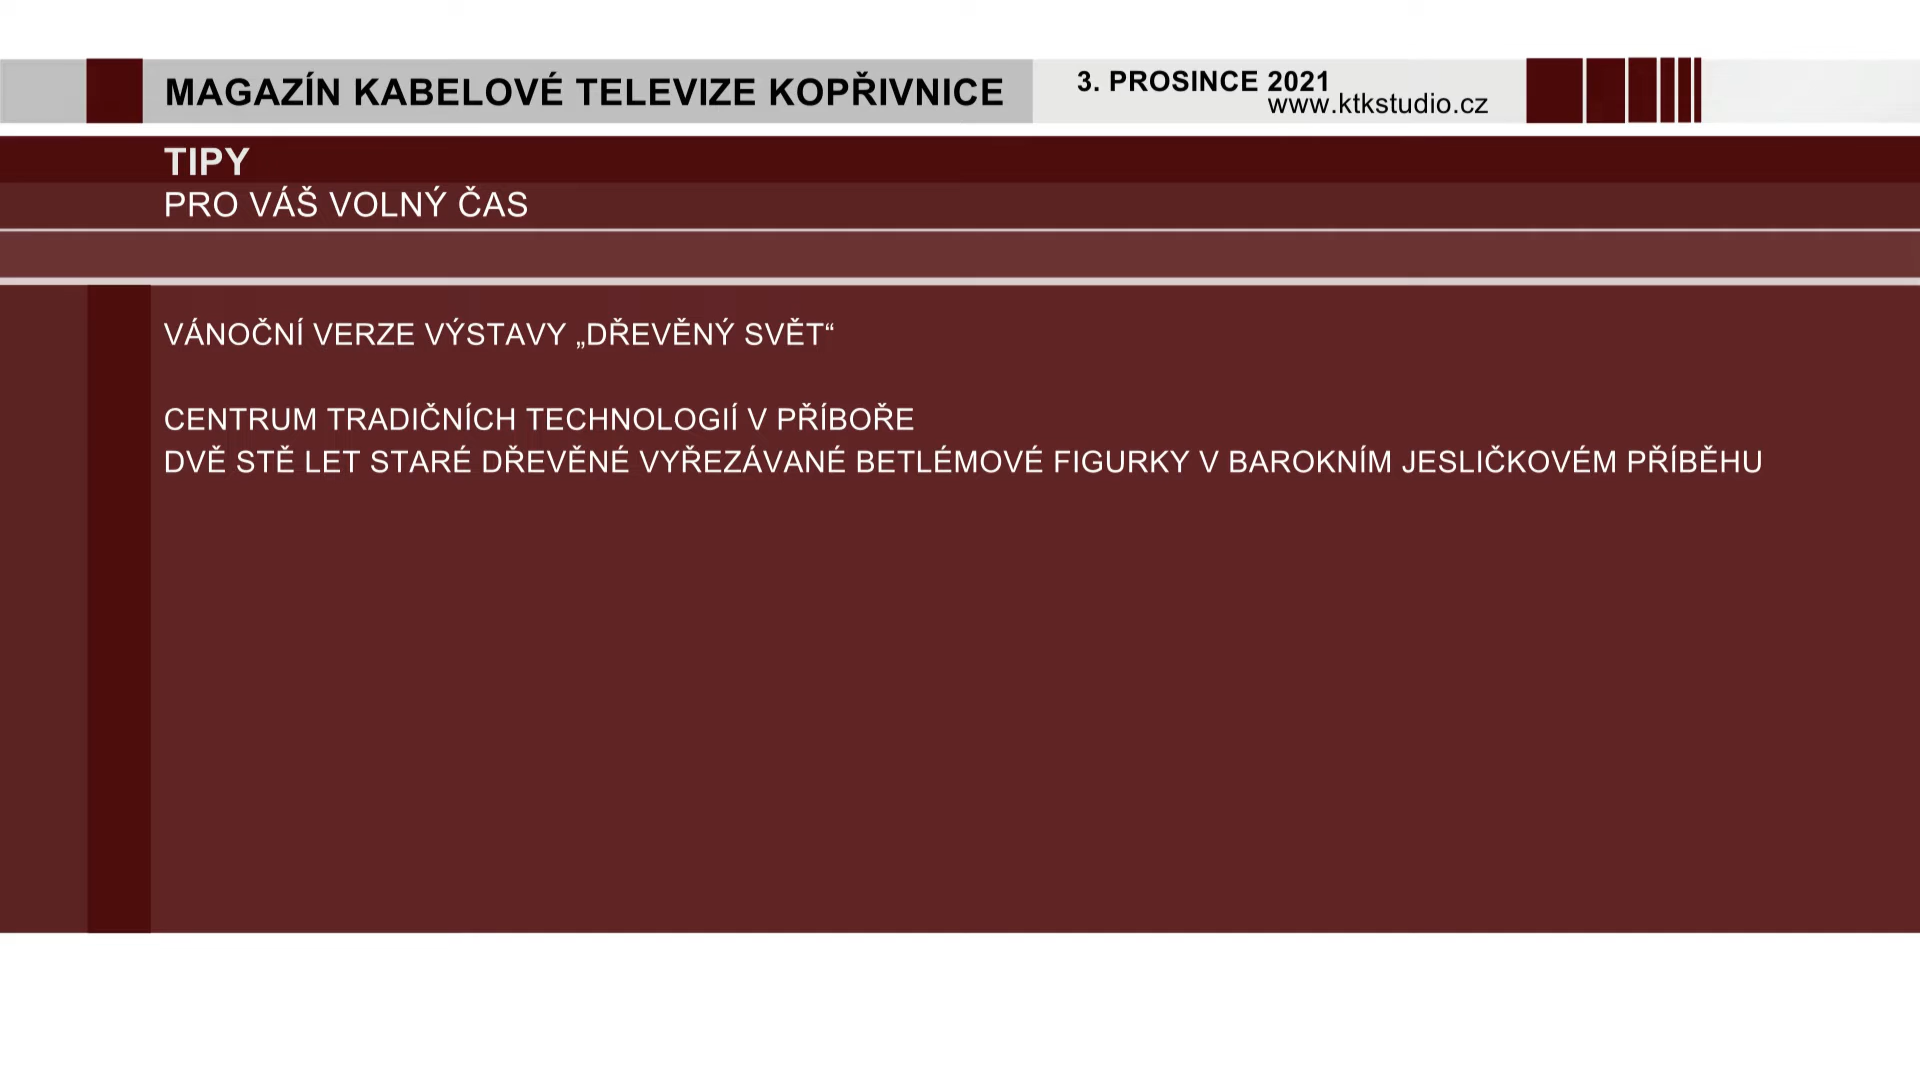 MAGAZÍN KABELOVÉ TELEVIZE KOPŘIVNICE
3. PROSINCE 2021
www.ktkstudio.cz
TIPY
PRO VÁŠ VOLNÝ ČAS
VÁNOČNÍ VERZE VÝSTAVY „DŘEVĚNÝ SVĚT“
CENTRUM TRADIČNÍCH TECHNOLOGIÍ V PŘÍBOŘE
DVĚ STĚ LET STARÉ DŘEVĚNÉ VYŘEZÁVANÉ BETLÉMOVÉ FIGURKY V BAROKNÍM JESLIČKOVÉM PŘÍBĚHU